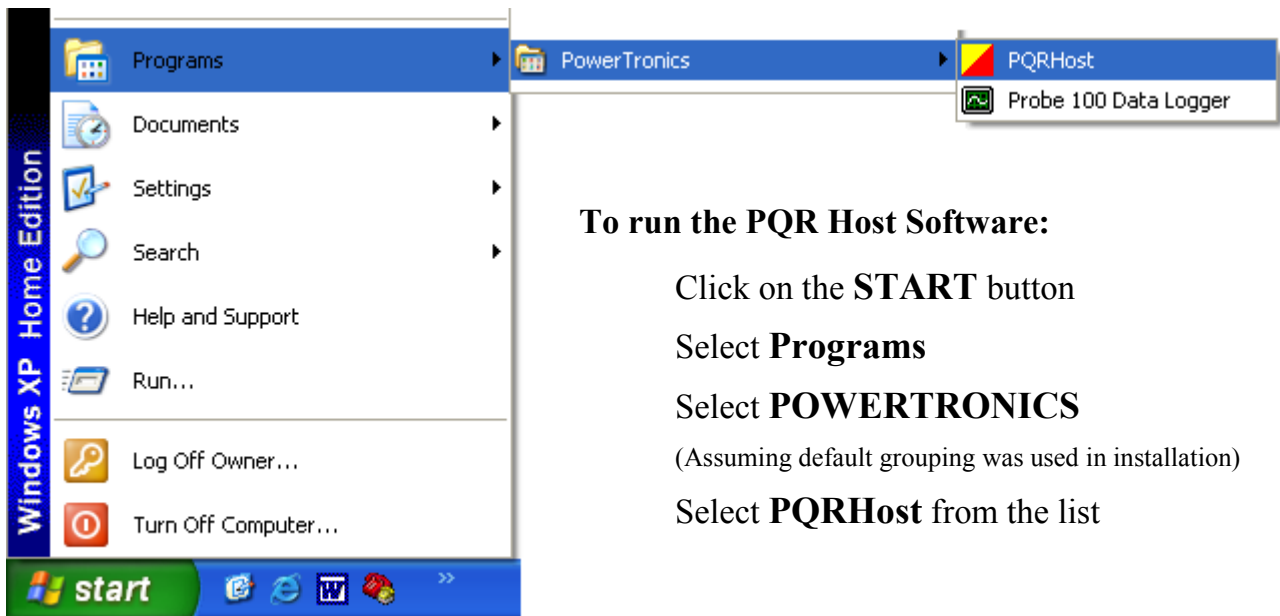 Programs
PowerTronics
PQRHost
Probe 100 Data Logger
Documents
Settings
Search
Help and Support
Run...
Log Off Owner...
Turn Off Computer...
Windows XP Home Edition
start
W
»
To run the PQR Host Software:
Click on the START button
Select Programs
Select POWERTRONICS
(Assuming default grouping was used in installation)
Select PQRHost from the list